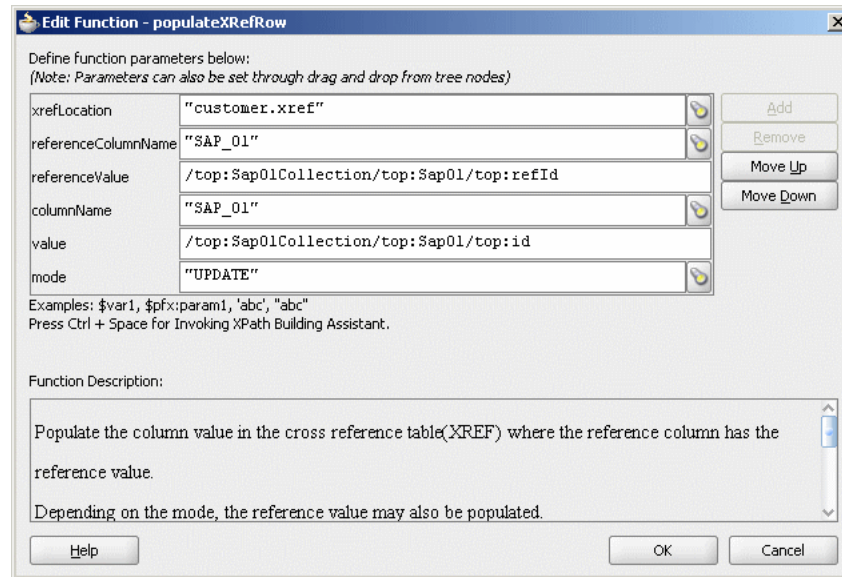 Edit Function - populateXRefRow
Define function parameters below:
(Note: Parameters can also be set through drag and drop from tree nodes)
xrefLocation "customer.xref"
Add
referenceColumnName "SAP_01"
Remove
referenceValue /top:Sap01Collection/top:Sap01/top:refId
Move Up
columnName "SAP_01"
Move Down
value /top:Sap01Collection/top:Sap01/top:id
mode "UPDATE"
Examples: $var1, $pfx:param1, 'abc', "abc"
Press Ctrl + Space for Invoking XPath Building Assistant.
Function Description:
Populate the column value in the cross reference table(XREF) where the reference column has the
reference value.
Depending on the mode, the reference value may also be populated.
Help OK Cancel